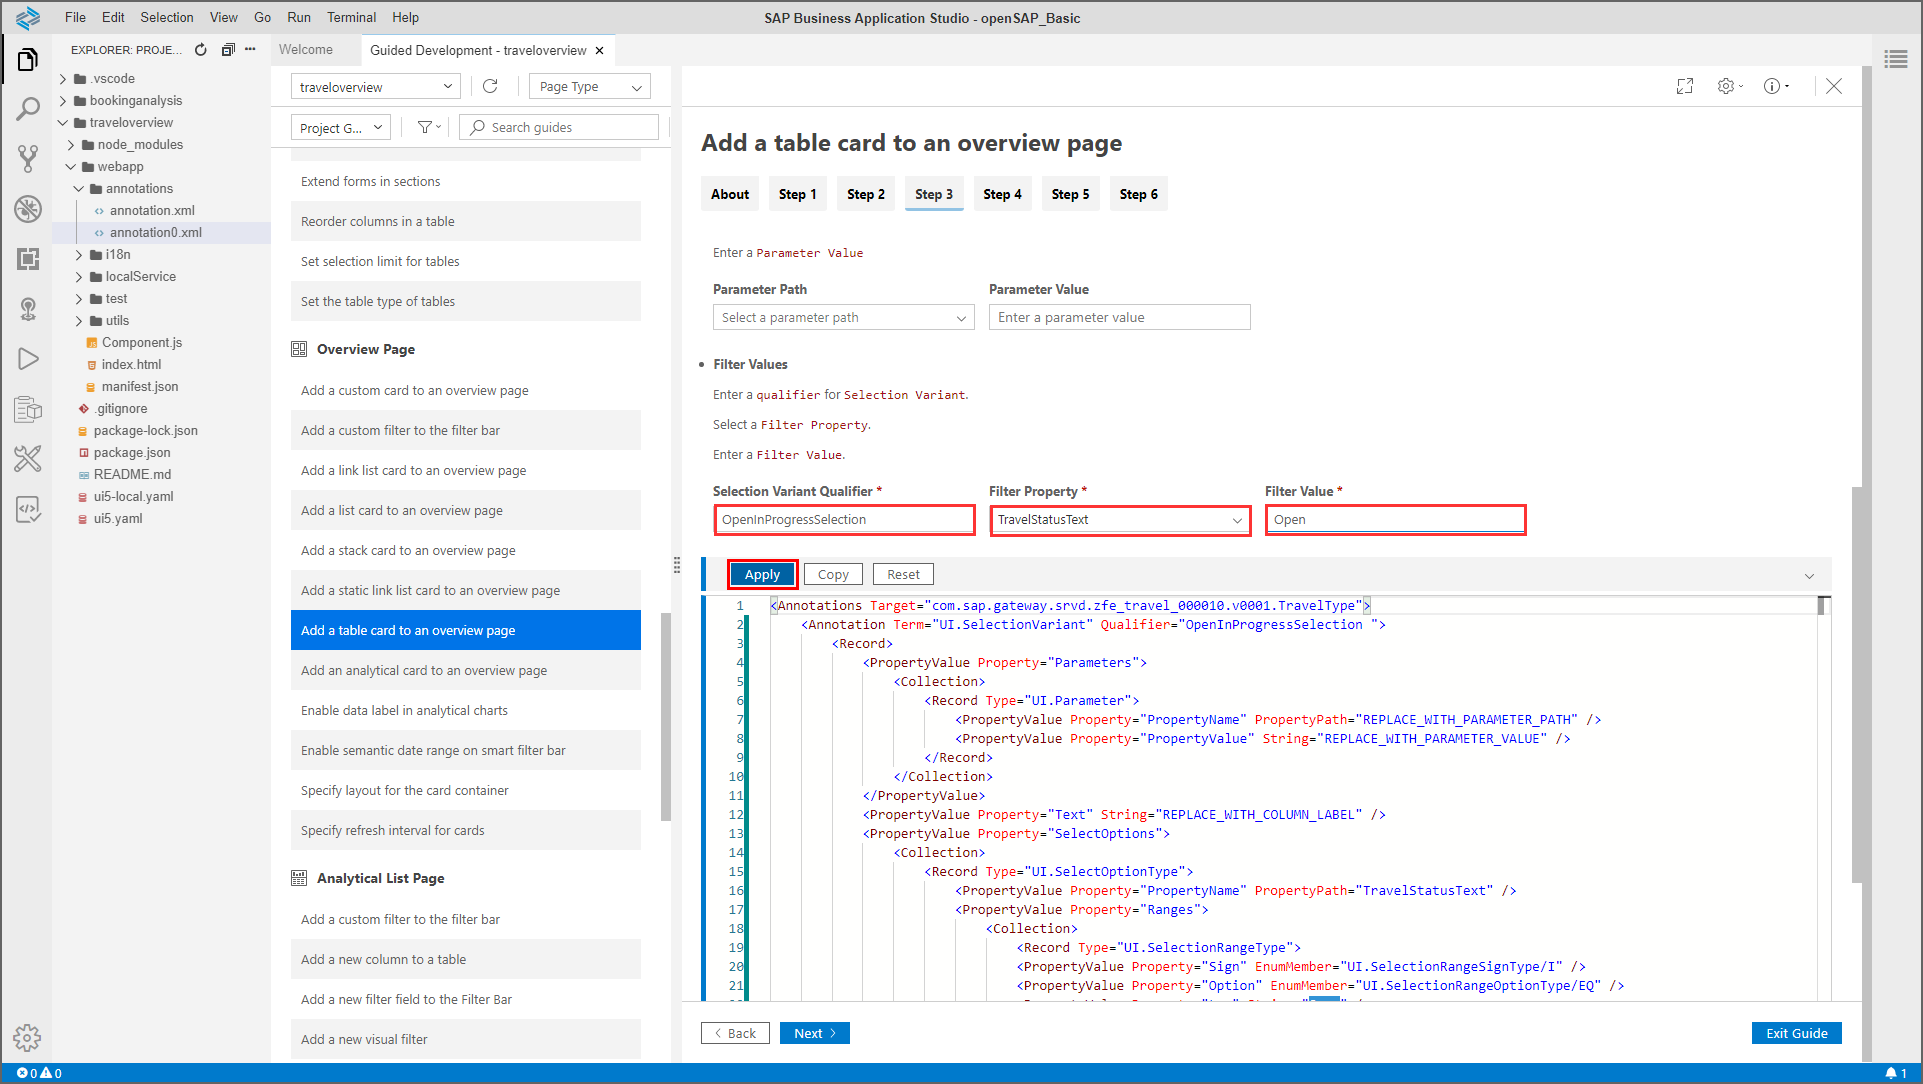 File Edit Selection View Go Run Terminal Help
SAP Business Application Studio - openSAP_Basic
EXPLORER: PROJE...
.vscode
bookinganalysis
traveloverview
node_modules
webapp
annotations
annotation.xml
annotation0.xml
i18n
localService
test
utils
Component.js
index.html
manifest.json
.gitignore
package-lock.json
package.json
README.md
ui5-local.yaml
ui5.yaml
Welcome
Guided Development - traveloverview
traveloverview
Page Type
Project G...
Search guides
Extend forms in sections
Reorder columns in a table
Set selection limit for tables
Set the table type of tables
Overview Page
Add a custom card to an overview page
Add a custom filter to the filter bar
Add a link list card to an overview page
Add a list card to an overview page
Add a stack card to an overview page
Add a static link list card to an overview page
Add a table card to an overview page
Add an analytical card to an overview page
Enable data label in analytical charts
Enable semantic date range on smart filter bar
Specify layout for the card container
Specify refresh interval for cards
Analytical List Page
Add a custom filter to the filter bar
Add a new column to a table
Add a new filter field to the Filter Bar
Add a new visual filter
Add a table card to an overview page
About Step 1 Step 2 Step 3 Step 4 Step 5 Step 6
Enter a Parameter Value
Parameter Path Parameter Value
Select a parameter path Enter a parameter value
• Filter Values
Enter a qualifier for Selection Variant.
Select a Filter Property.
Enter a Filter Value.
Selection Variant Qualifier * Filter Property * Filter Value *
OpenInProgressSelection TravelStatusText Open
Apply Copy Reset
1 <Annotations Target="com.sap.gateway.srvd.zfe_travel_000010.v0001.TravelType">
2 <Annotation Term="UI.SelectionVariant" Qualifier="OpenInProgressSelection ">
3 <Record>
4 <PropertyValue Property="Parameters">
5 <Collection>
6 <Record Type="UI.Parameter">
7 <PropertyValue Property="PropertyName" PropertyPath="REPLACE_WITH_PARAMETER_PATH" />
8 <PropertyValue Property="PropertyValue" String="REPLACE_WITH_PARAMETER_VALUE" />
9 </Record>
10 </Collection>
11 </PropertyValue>
12 <PropertyValue Property="Text" String="REPLACE_WITH_COLUMN_LABEL" />
13 <PropertyValue Property="SelectOptions">
14 <Collection>
15 <Record Type="UI.SelectOptionType">
16 <PropertyValue Property="PropertyName" PropertyPath="TravelStatusText" />
17 <PropertyValue Property="Ranges">
18 <Collection>
19 <Record Type="UI.SelectionRangeType">
20 <PropertyValue Property="Sign" EnumMember="UI.SelectionRangeSignType/I" />
21 <PropertyValue Property="Option" EnumMember="UI.SelectionRangeOptionType/EQ" />
< Back Next > Exit Guide
0 0 1